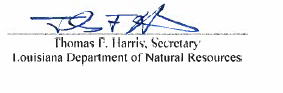 Thomas F. Harris, Secretary
Louisiana Department of Natural Resources